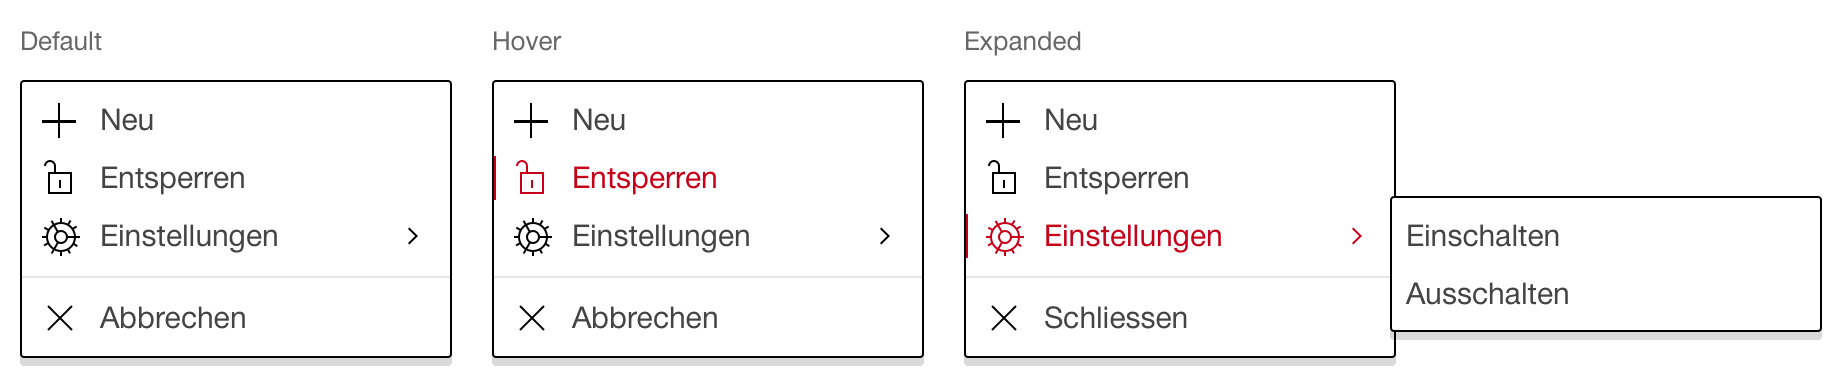 Default
Neu
Entsperren
Einstellungen
Abbrechen
Hover
Neu
Entsperren
Einstellungen
Abbrechen
Expanded
Neu
Entsperren
Einstellungen
Schliessen
Einschalten
Ausschalten